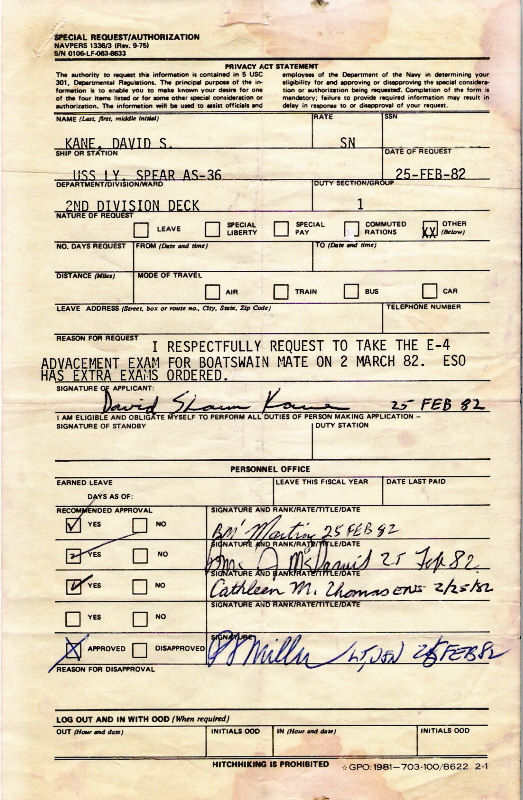 SPECIAL REQUEST/AUTHORIZATION
NAVPERS 1336/3 (Rev. 9-75)
S/N 0106-LF-063-8633
PRIVACY ACT STATEMENT
The authority to request this information is contained in 5 USC
301, Departmental Regulations. The principal purpose of the in-
formation is to enable you to make known your desire for one
of the four items listed or for some other special consideration or
authorization. The information will be used to assist officials and
employees of the Department of the Navy in determining your
eligibility for and approving or disapproving the special considera-
tion or authorization being requested. Completion of the form is
mandatory; failure to provide required information may result in
delay in response to or disapproval of your request.
NAME (Last, first, middle initial) RATE SSN
KANE, DAVID S. SN
SHIP OR STATION DATE OF REQUEST
USS LY. SPEAR AS-36 25-FEB-82
DEPARTMENT/DIVISION/WARD DUTY SECTION/GROUP
2ND DIVISION DECK 1
NATURE OF REQUEST
LEAVE SPECIAL LIBERTY SPECIAL PAY COMMUTED RATIONS XX OTHER (Below)
NO. DAYS REQUEST FROM (Date and time) TO (Date and time)
DISTANCE (Miles) MODE OF TRAVEL
AIR TRAIN BUS CAR
LEAVE ADDRESS (Street, box or route no., City, State, Zip Code) TELEPHONE NUMBER
REASON FOR REQUEST
I RESPECTFULLY REQUEST TO TAKE THE E-4
ADVACEMENT EXAM FOR BOATSWAIN MATE ON 2 MARCH 82. ESO
HAS EXTRA EXAMS ORDERED.
SIGNATURE OF APPLICANT:
David Shawn Kane 25 FEB 82
I AM ELIGIBLE AND OBLIGATE MYSELF TO PERFORM ALL DUTIES OF PERSON MAKING APPLICATION –
SIGNATURE OF STANDBY DUTY STATION
PERSONNEL OFFICE
EARNED LEAVE LEAVE THIS FISCAL YEAR DATE LAST PAID
DAYS AS OF:
RECOMMENDED APPROVAL SIGNATURE AND RANK/RATE/TITLE/DATE
YES NO BM1 Martin 25 FEB 82
SIGNATURE AND RANK/RATE/TITLE/DATE
YES NO 25 Feb 82
SIGNATURE AND RANK/RATE/TITLE/DATE
YES NO Cathleen M. Thomas ENS 2/25/82
SIGNATURE AND RANK/RATE/TITLE/DATE
YES NO
SIGNATURE
APPROVED DISAPPROVED Miller LT, USN FEB 82
REASON FOR DISAPPROVAL
LOG OUT AND IN WITH OOD (When required)
OUT (Hour and date) INITIALS OOD IN (Hour and date) INITIALS OOD
HITCHHIKING IS PROHIBITED ☆GPO: 1981—703-100/8622 2-1